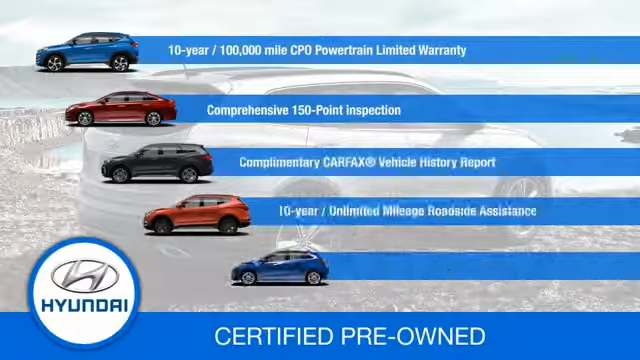 10-year / 100,000 mile CPO Powertrain Limited Warranty
Comprehensive 150-Point inspection
Complimentary CARFAX® Vehicle History Report
10-year / Unlimited Mileage Roadside Assistance
HYUNDAI
CERTIFIED PRE-OWNED